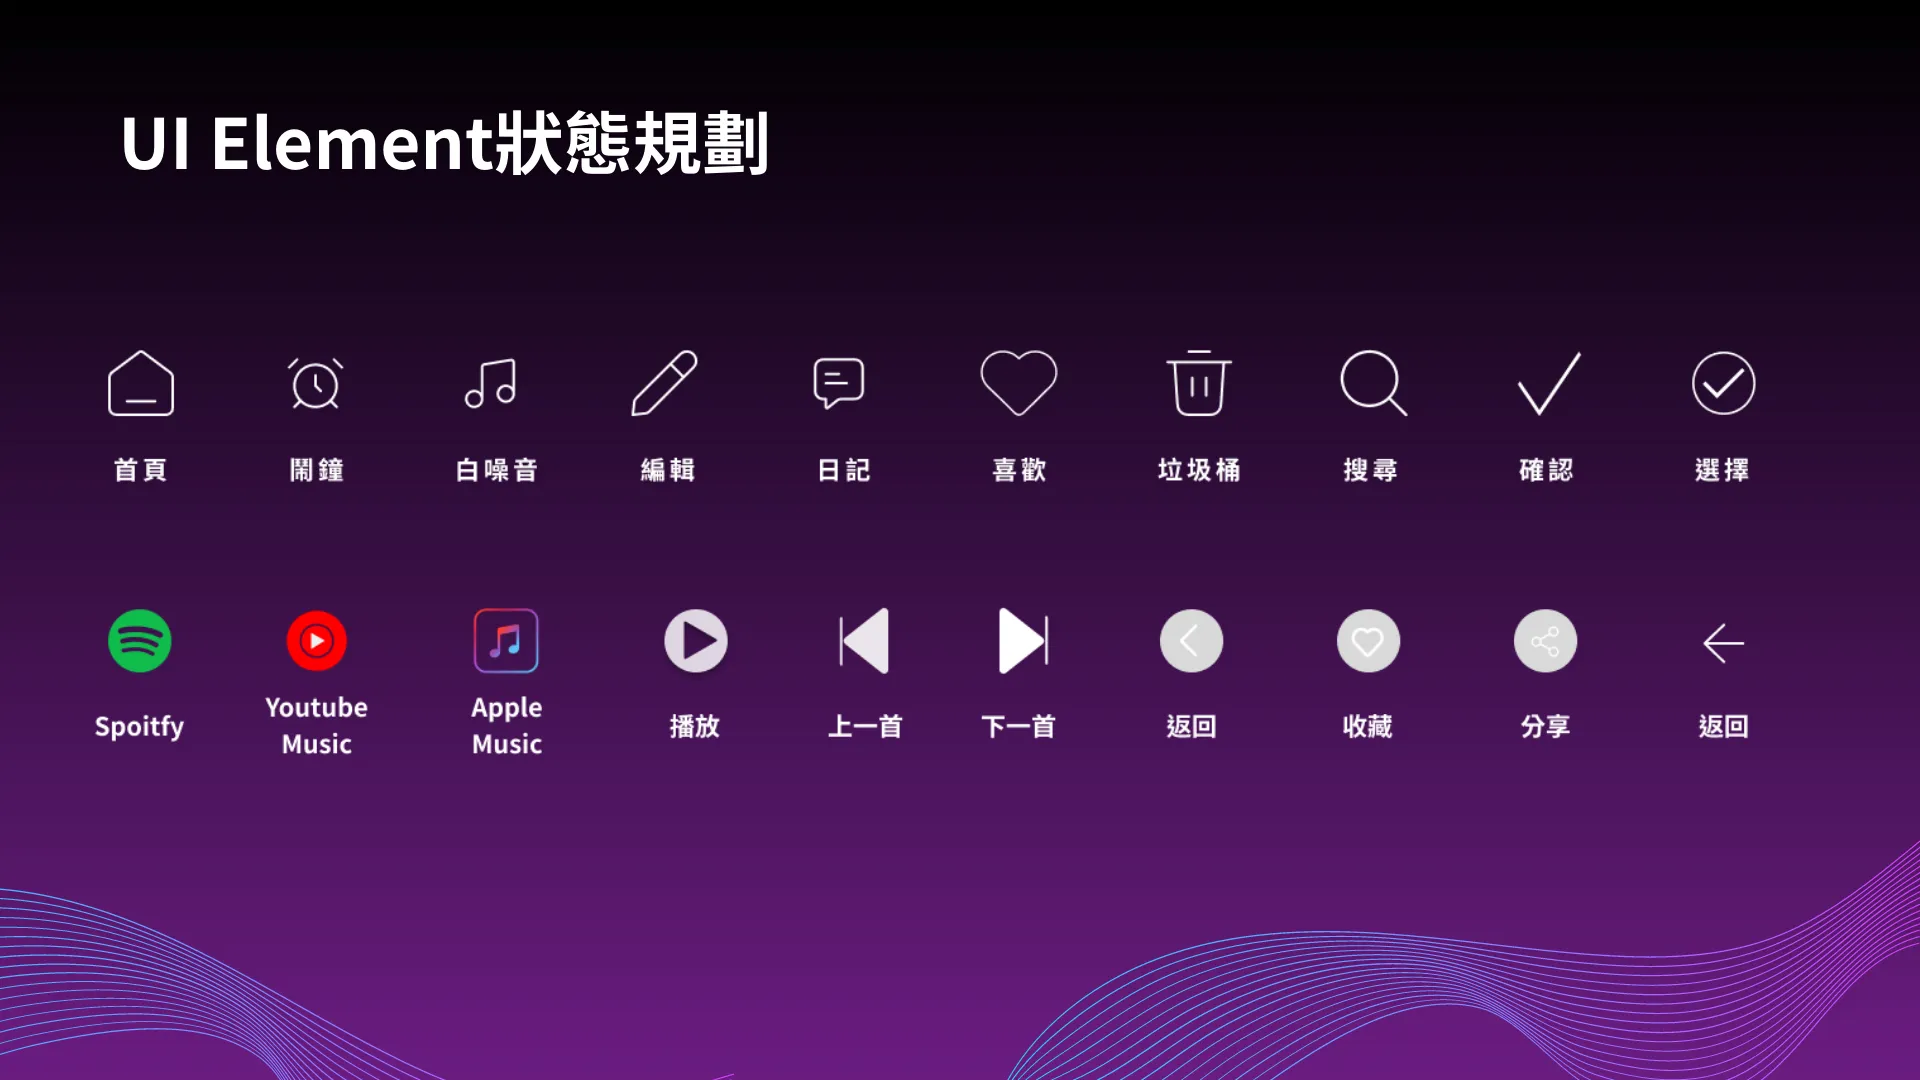 UI Element狀態規劃
首頁
鬧鐘
白噪音
編輯
日記
喜歡
垃圾桶
搜尋
確認
選擇
Spoitfy
Youtube
Music
Apple
Music
播放
上一首
下一首
返回
收藏
分享
返回